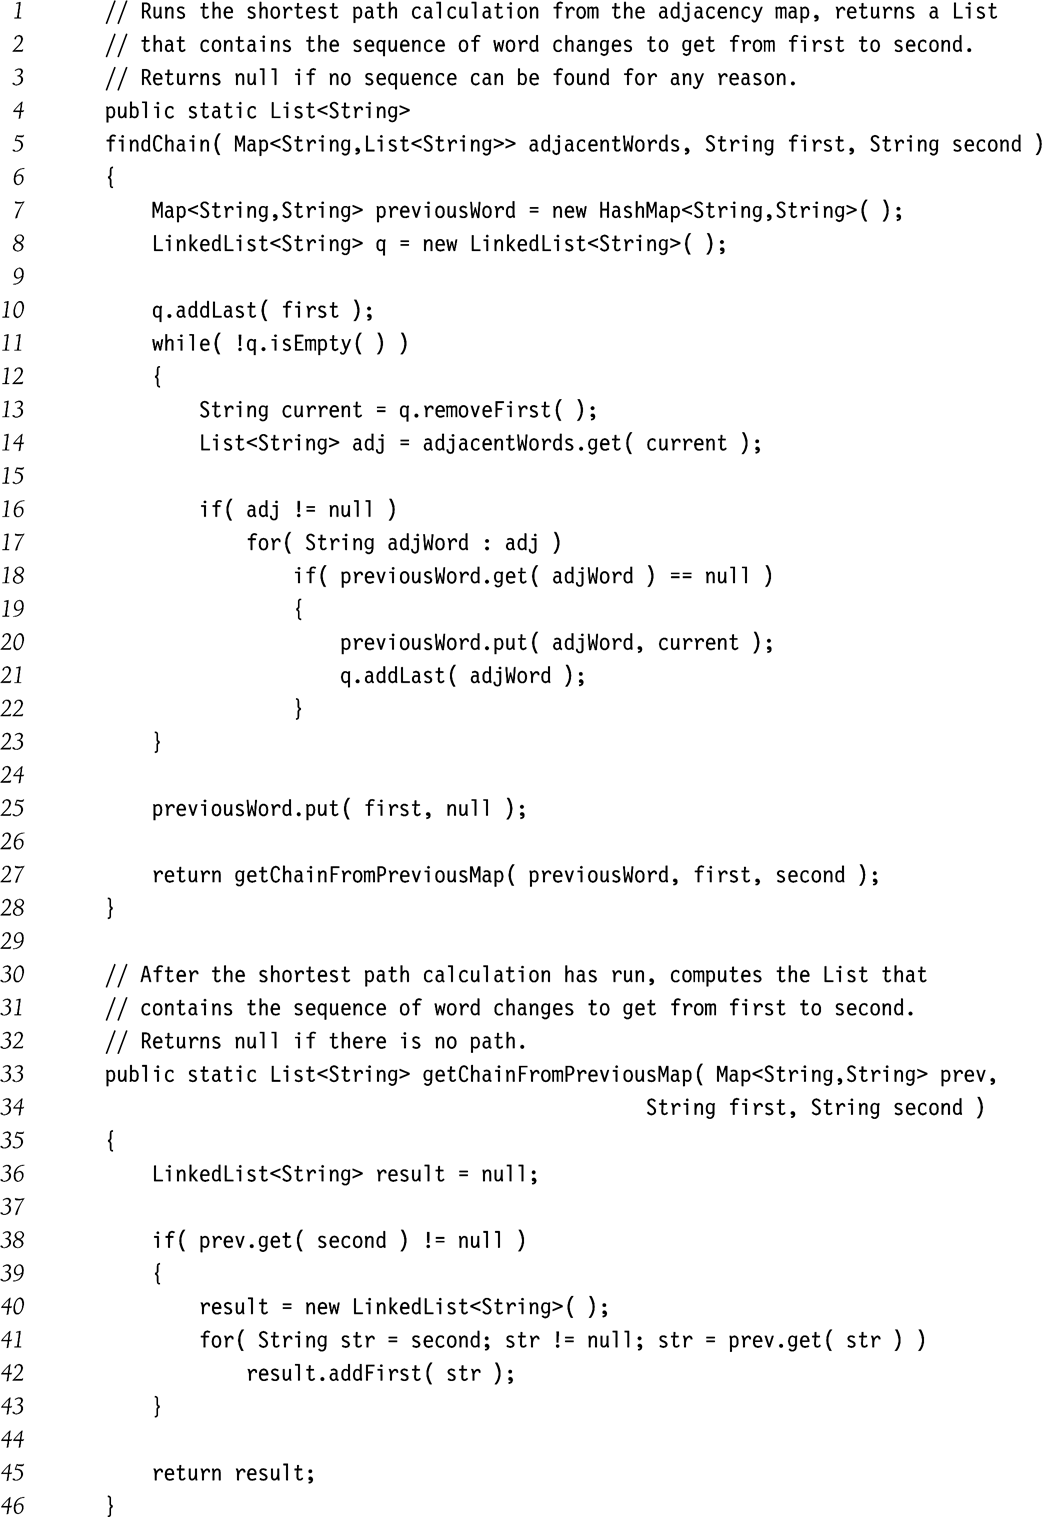 1 // Runs the shortest path calculation from the adjacency map, returns a List
2 // that contains the sequence of word changes to get from first to second.
3 // Returns null if no sequence can be found for any reason.
4 public static List<String>
5 findChain( Map<String,List<String>> adjacentWords, String first, String second )
6 {
7 Map<String,String> previousWord = new HashMap<String,String>( );
8 LinkedList<String> q = new LinkedList<String>( );
9
10 q.addLast( first );
11 while( !q.isEmpty( ) )
12 {
13 String current = q.removeFirst( );
14 List<String> adj = adjacentWords.get( current );
15
16 if( adj != null )
17 for( String adjWord : adj )
18 if( previousWord.get( adjWord ) == null )
19 {
20 previousWord.put( adjWord, current );
21 q.addLast( adjWord );
22 }
23 }
24
25 previousWord.put( first, null );
26
27 return getChainFromPreviousMap( previousWord, first, second );
28 }
29
30 // After the shortest path calculation has run, computes the List that
31 // contains the sequence of word changes to get from first to second.
32 // Returns null if there is no path.
33 public static List<String> getChainFromPreviousMap( Map<String,String> prev,
34 String first, String second )
35 {
36 LinkedList<String> result = null;
37
38 if( prev.get( second ) != null )
39 {
40 result = new LinkedList<String>( );
41 for( String str = second; str != null; str = prev.get( str ) )
42 result.addFirst( str );
43 }
44
45 return result;
46 }